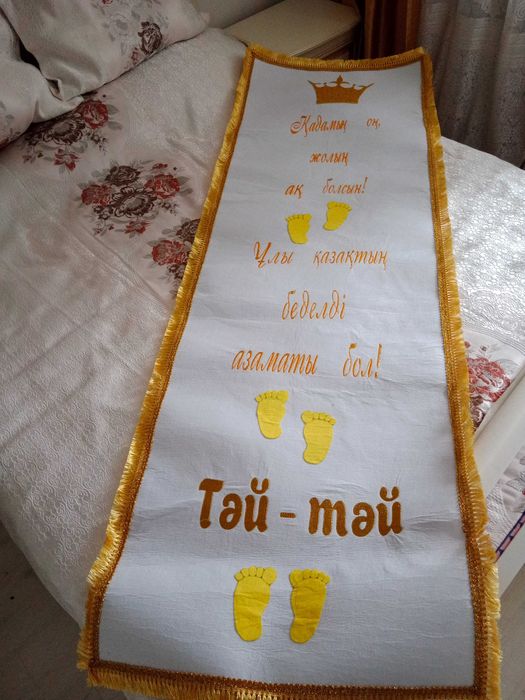 Қадамың оң,
жолың
ақ болсын!
Ұлы қазақтың
беделді
азаматы бол!
Тәй - тәй